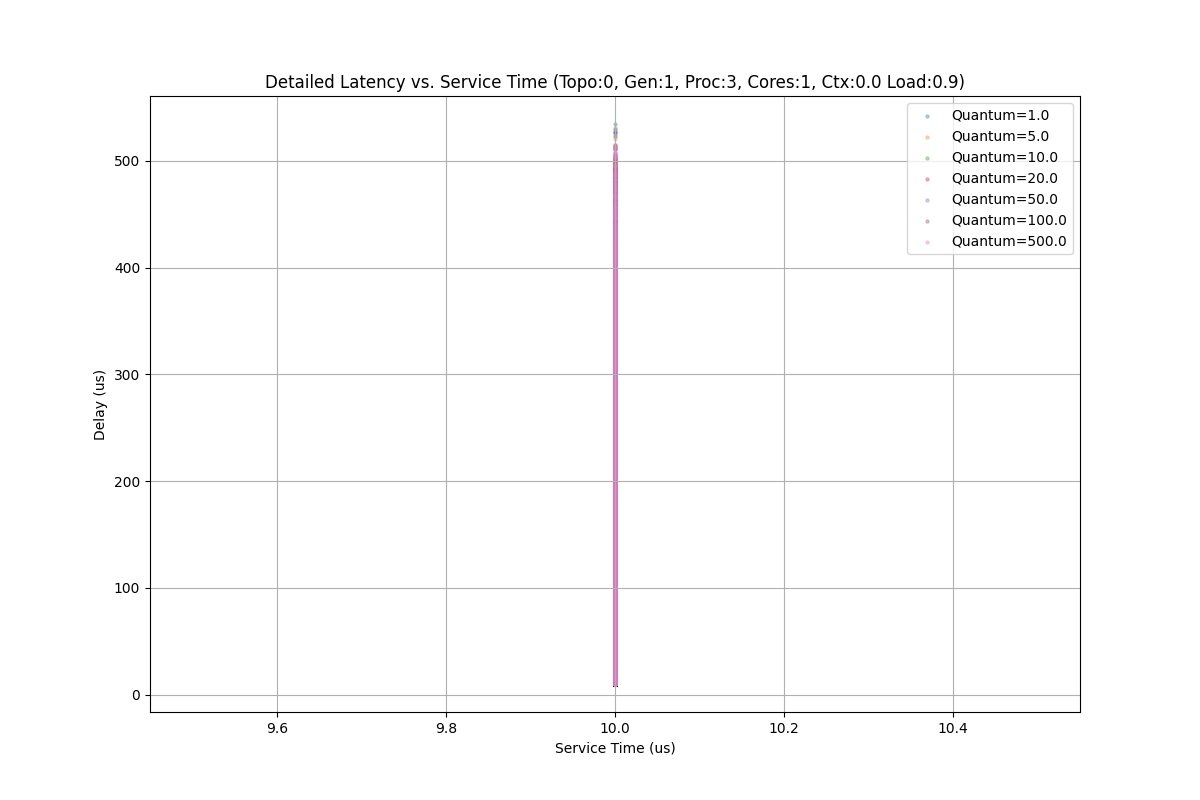 Detailed Latency vs. Service Time (Topo:0, Gen:1, Proc:3, Cores:1, Ctx:0.0 Load:0.9)
Quantum=1.0
Quantum=5.0
Quantum=10.0
Quantum=20.0
Quantum=50.0
Quantum=100.0
Quantum=500.0
500
400
300
200
100
0
Delay (us)
9.6 9.8 10.0 10.2 10.4
Service Time (us)